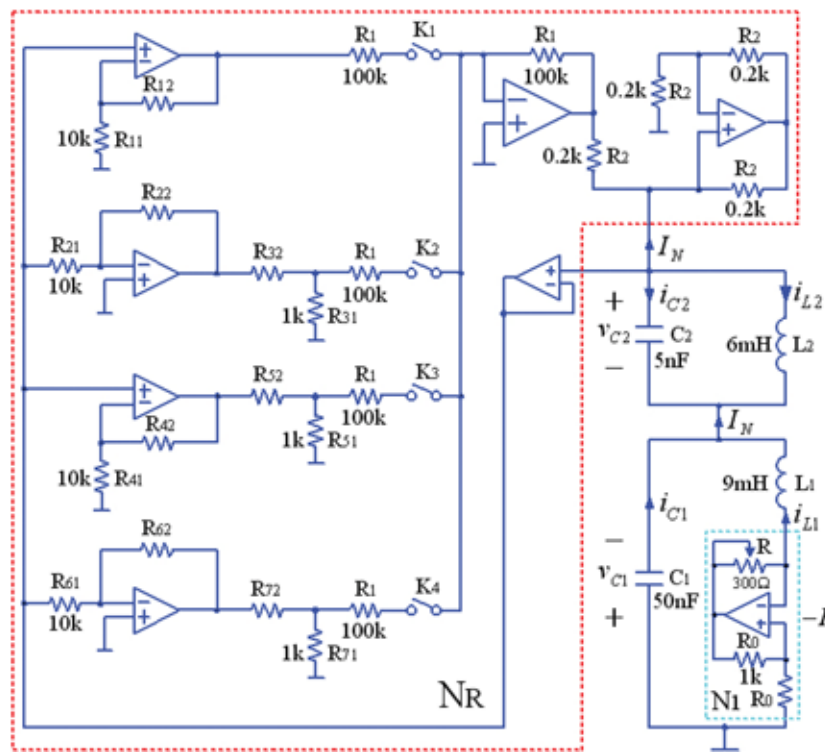 R1 K1 R1 R2
R12 100k 100k 0.2k
0.2k R2
10k R11 0.2k R2 R2
0.2k
R22
R21 R32 R1 K2 IN
10k 100k
1k R31
iC2 iL2
+ vC2 − C2 5nF 6mH L2
R52 R1 K3
R42 100k
1k R51 IN
10k R41
9mH L1
iC1 iL1
R62
− vC1 + C1 50nF
R 300Ω
R61 R72 R1 K4
10k 100k
1k R71
R0 1k
NR N1 R0